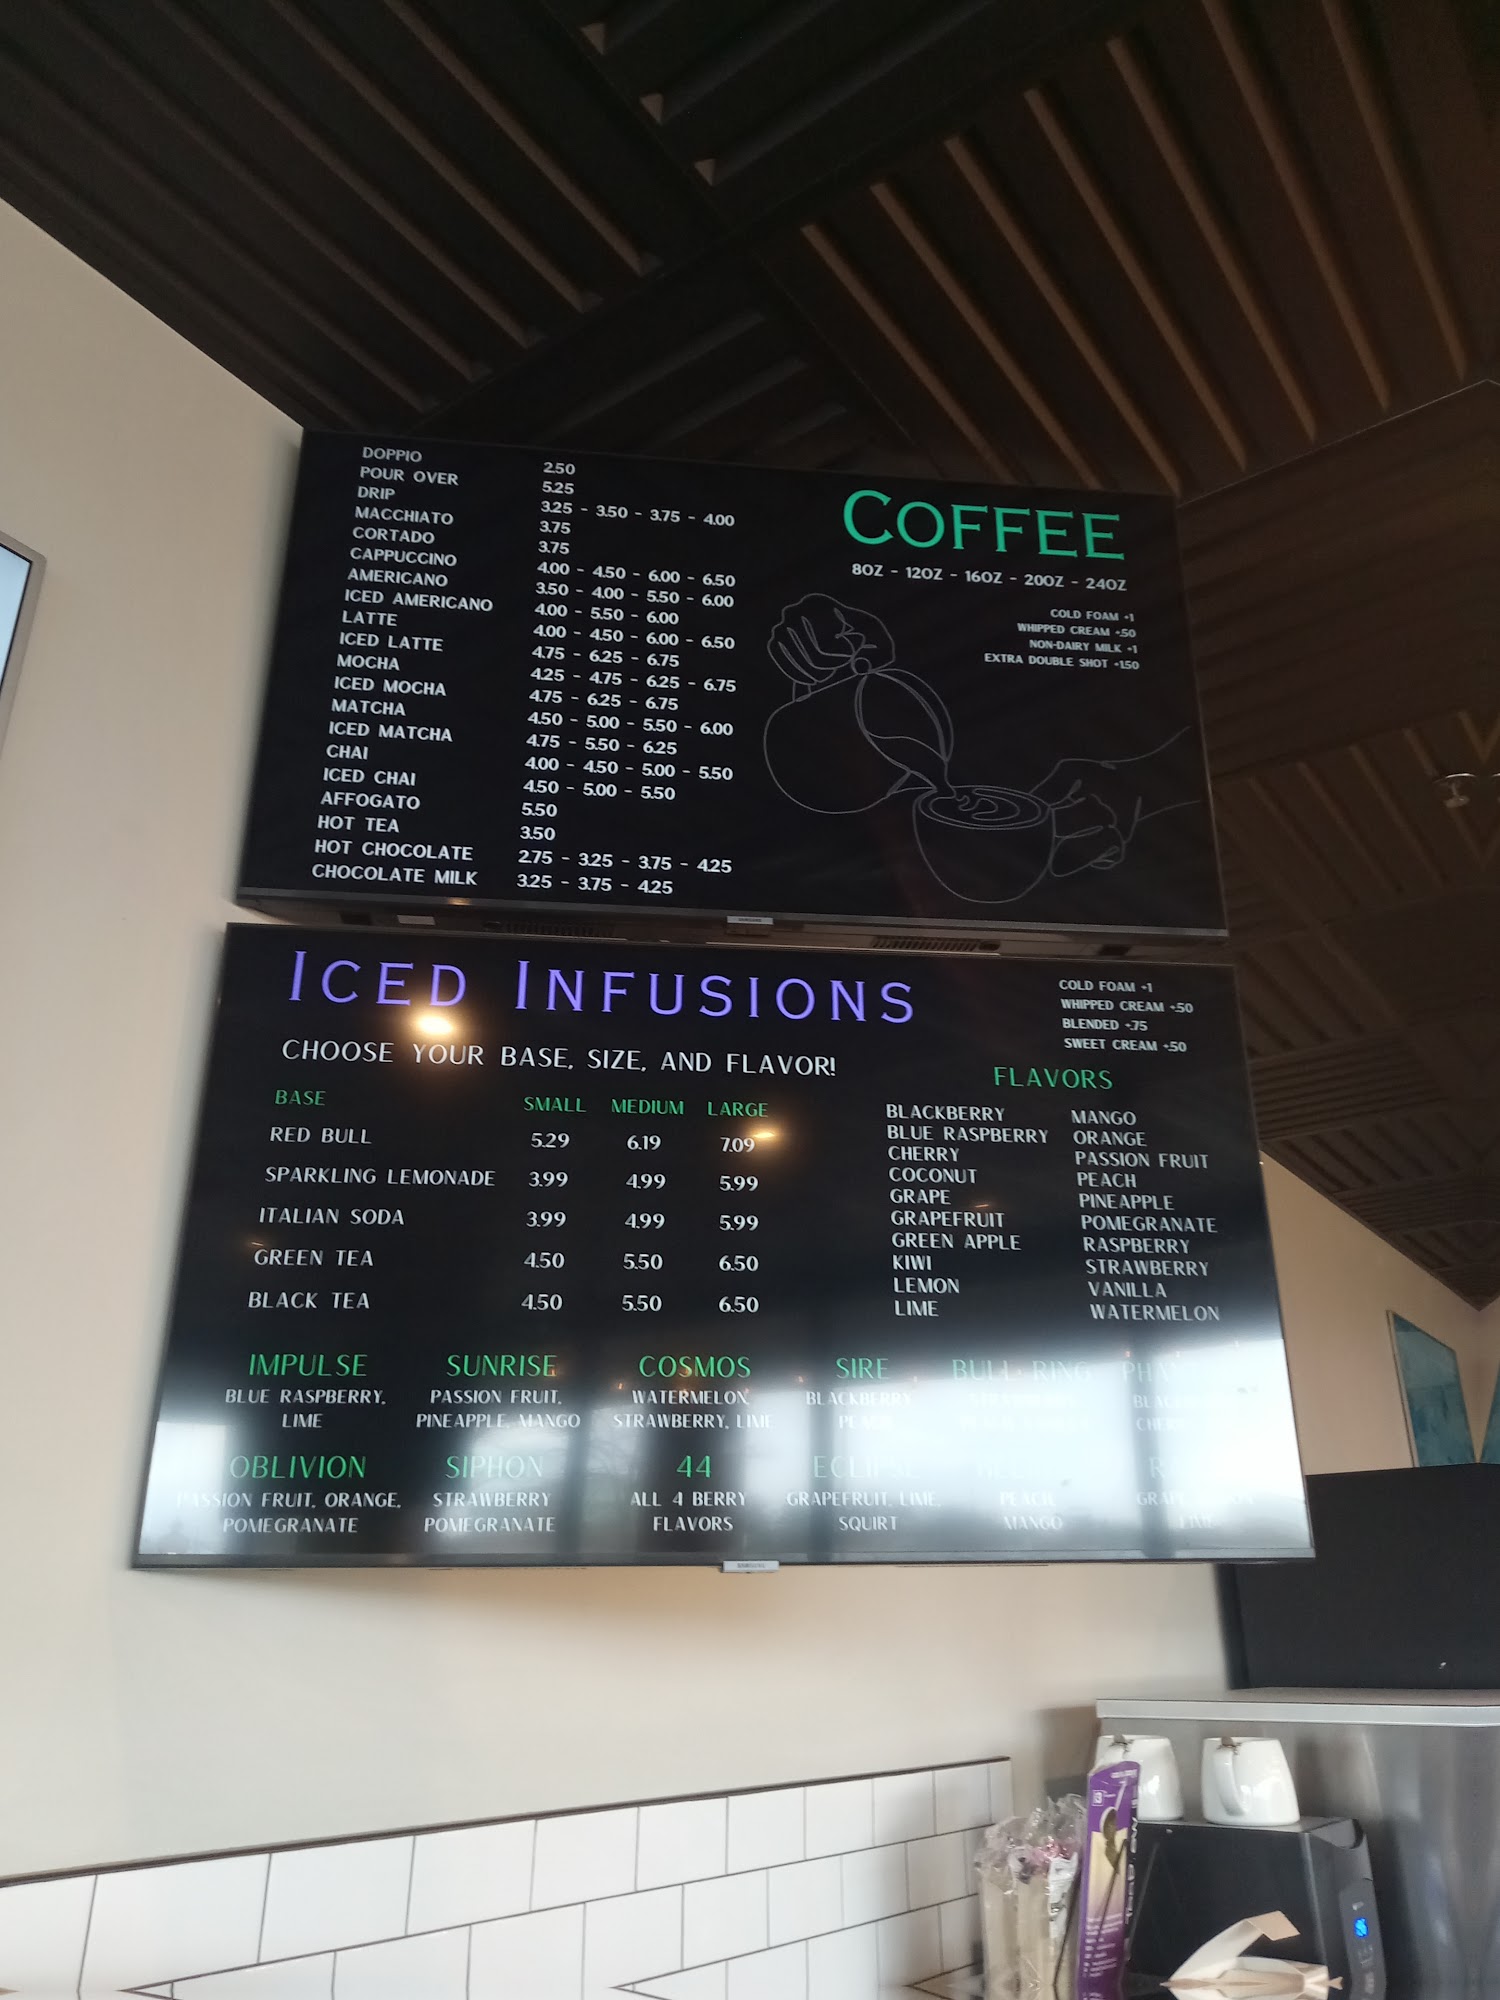 DOPPIO 2.50
POUR OVER 5.25
DRIP 3.25 - 3.50 - 3.75 - 4.00
MACCHIATO 3.75
CORTADO 3.75
CAPPUCCINO 4.00 - 4.50 - 6.00 - 6.50
AMERICANO 3.50 - 4.00 - 5.50 - 6.00
ICED AMERICANO 4.00 - 5.50 - 6.00
LATTE 4.00 - 4.50 - 6.00 - 6.50
ICED LATTE 4.75 - 6.25 - 6.75
MOCHA 4.25 - 4.75 - 6.25 - 6.75
ICED MOCHA 4.75 - 6.25 - 6.75
MATCHA 4.50 - 5.00 - 5.50 - 6.00
ICED MATCHA 4.75 - 5.50 - 6.25
CHAI 4.00 - 4.50 - 5.00 - 5.50
ICED CHAI 4.50 - 5.00 - 5.50
AFFOGATO 5.50
HOT TEA 3.50
HOT CHOCOLATE 2.75 - 3.25 - 3.75 - 4.25
CHOCOLATE MILK 3.25 - 3.75 - 4.25
COFFEE
8OZ - 12OZ - 16OZ - 20OZ - 24OZ
COLD FOAM +1
WHIPPED CREAM +.50
NON-DAIRY MILK +1
EXTRA DOUBLE SHOT +1.50
SAMSUNG
ICED INFUSIONS
CHOOSE YOUR BASE, SIZE, AND FLAVOR!
BASE SMALL MEDIUM LARGE
RED BULL 5.29 6.19 7.09
SPARKLING LEMONADE 3.99 4.99 5.99
ITALIAN SODA 3.99 4.99 5.99
GREEN TEA 4.50 5.50 6.50
BLACK TEA 4.50 5.50 6.50
COLD FOAM +1
WHIPPED CREAM +.50
BLENDED +.75
SWEET CREAM +.50
FLAVORS
BLACKBERRY MANGO
BLUE RASPBERRY ORANGE
CHERRY PASSION FRUIT
COCONUT PEACH
GRAPE PINEAPPLE
GRAPEFRUIT POMEGRANATE
GREEN APPLE RASPBERRY
KIWI STRAWBERRY
LEMON VANILLA
LIME WATERMELON
IMPULSE SUNRISE COSMOS SIRE BULL RING
BLUE RASPBERRY, PASSION FRUIT, WATERMELON, BLACKBERRY
LIME PINEAPPLE, MANGO STRAWBERRY, LIME PEACH
OBLIVION SIPHON 44 ECLIPSE
PASSION FRUIT, ORANGE, STRAWBERRY ALL 4 BERRY GRAPEFRUIT, LIME, PEACH
POMEGRANATE POMEGRANATE FLAVORS SQUIRT MANGO LIME
SAMSUNG